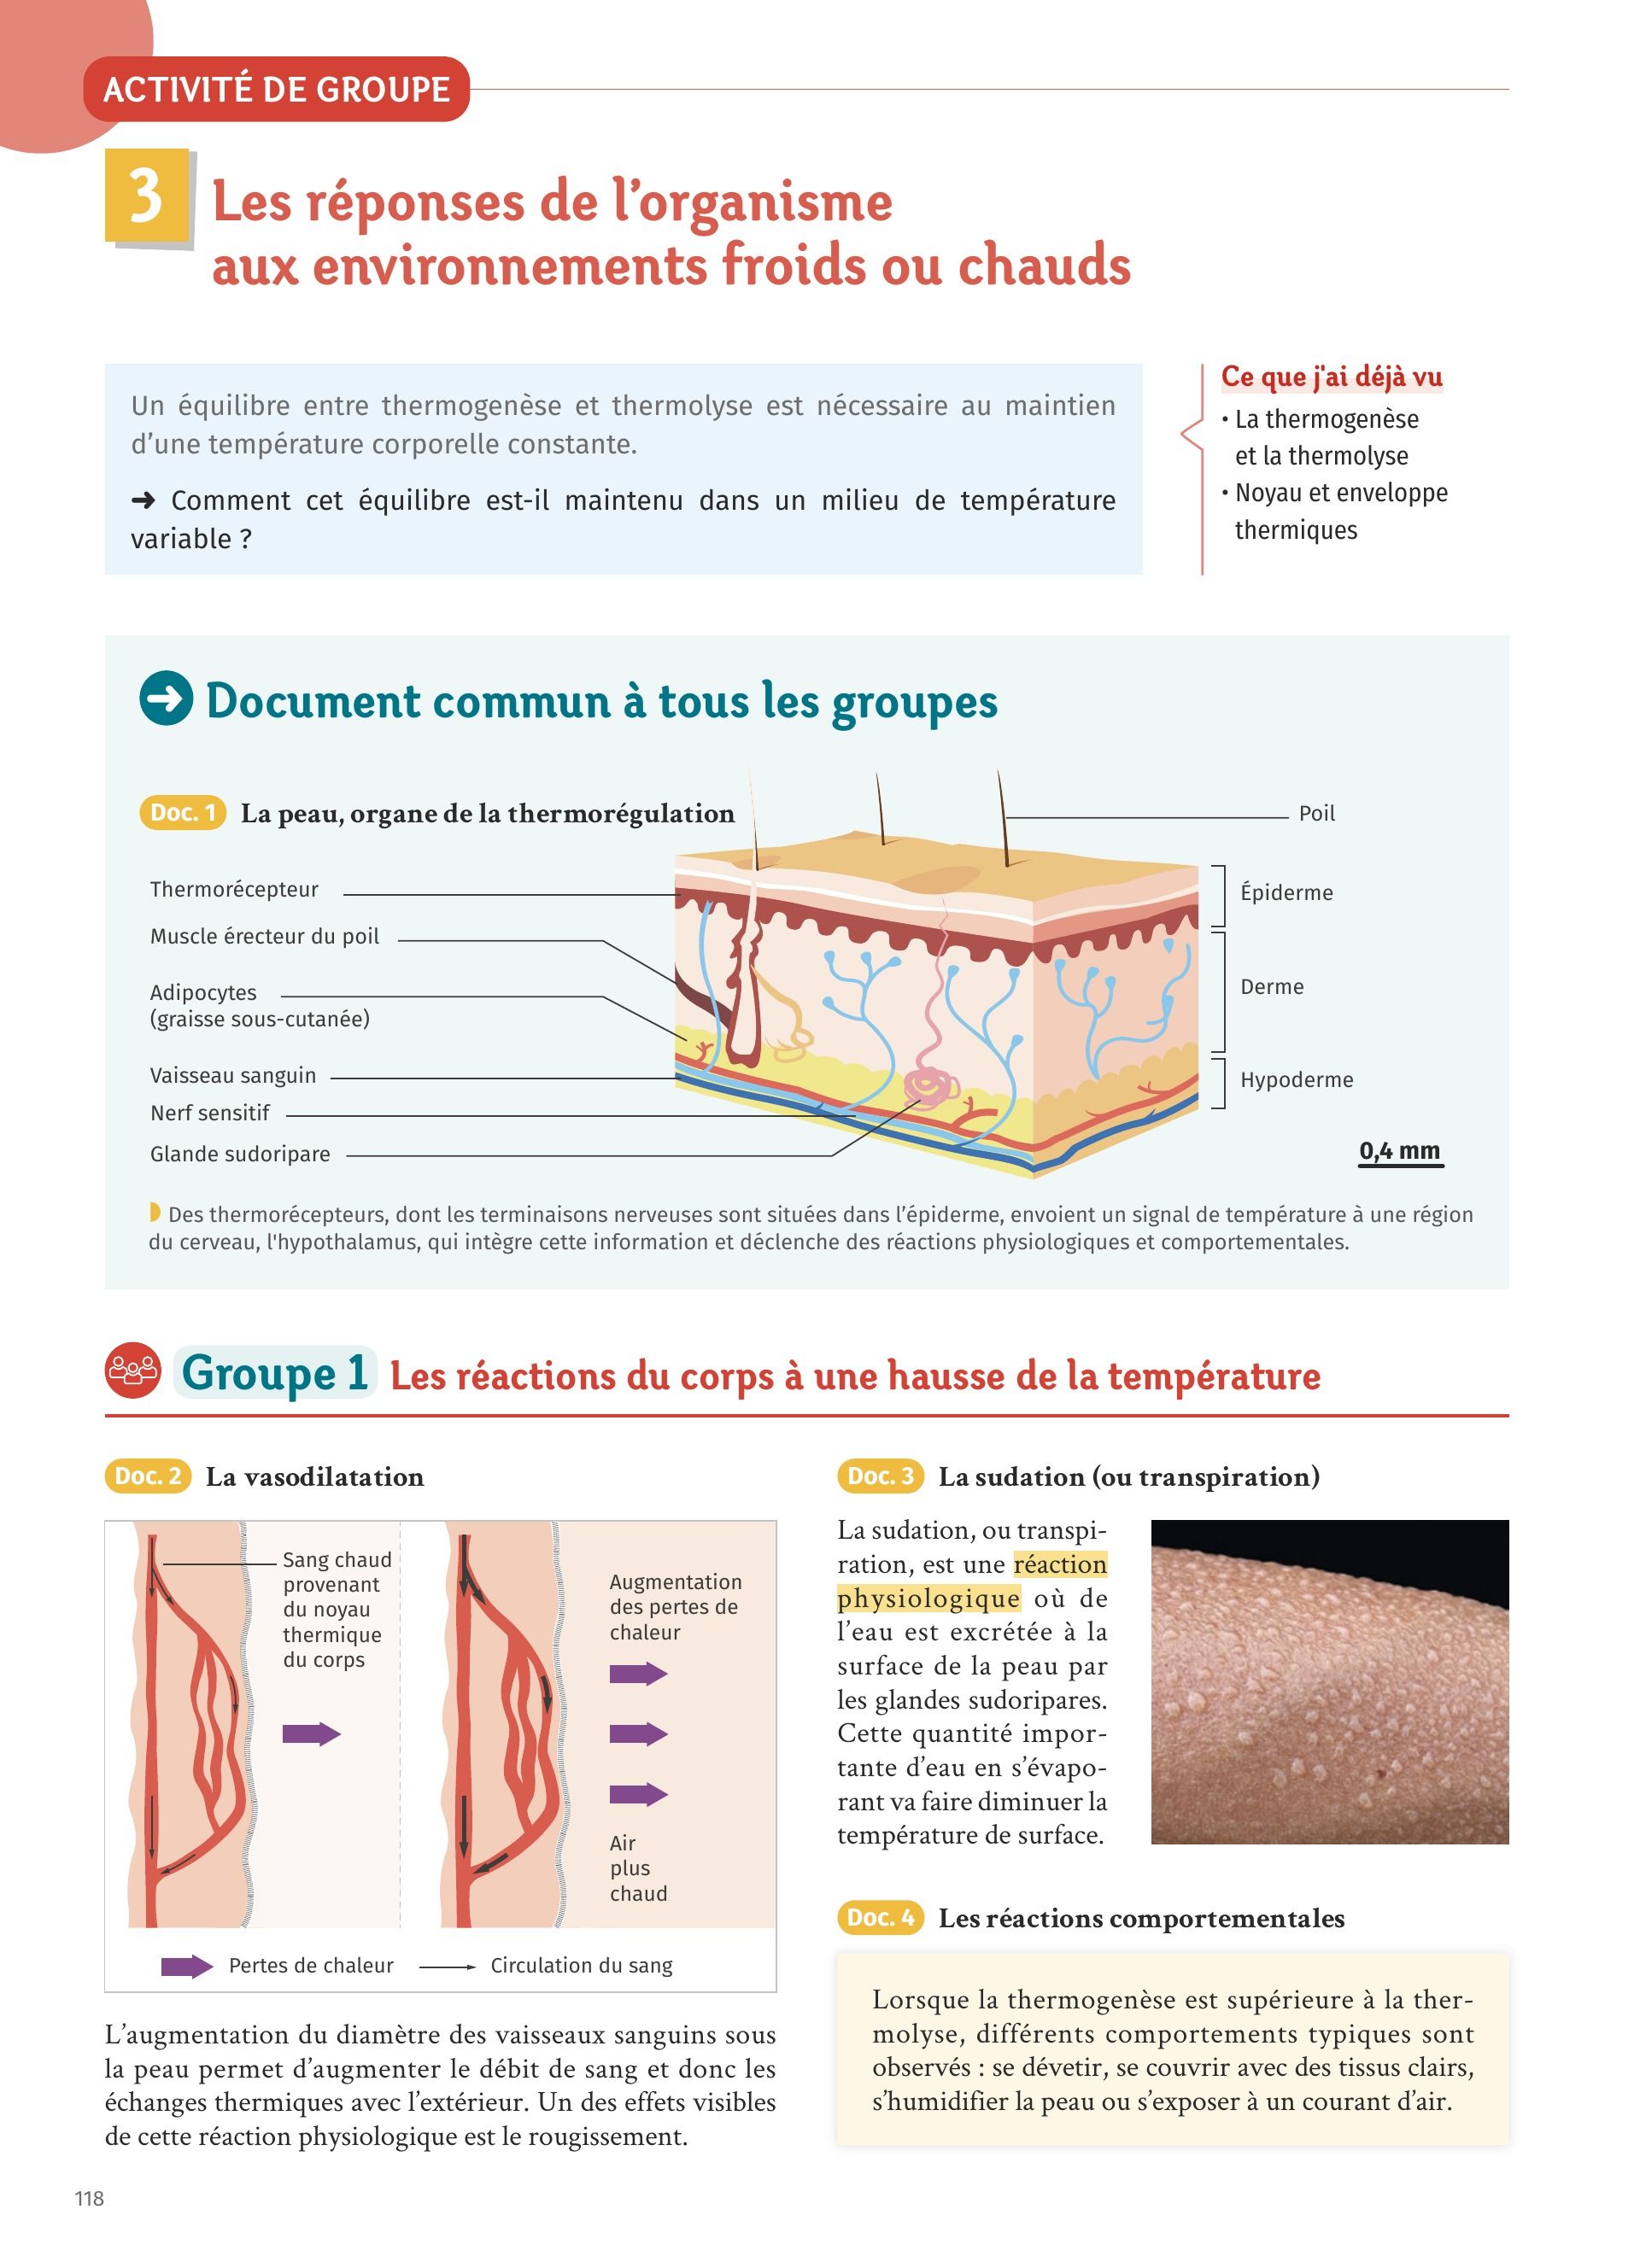 ACTIVITÉ DE GROUPE
3
Les réponses de l’organisme
aux environnements froids ou chauds
Un équilibre entre thermogenèse et thermolyse est nécessaire au maintien
d’une température corporelle constante.
➜ Comment cet équilibre est-il maintenu dans un milieu de température
variable ?
Ce que j'ai déjà vu
• La thermogenèse
et la thermolyse
• Noyau et enveloppe
thermiques
Document commun à tous les groupes
Doc. 1 La peau, organe de la thermorégulation
Thermorécepteur
Muscle érecteur du poil
Adipocytes
(graisse sous-cutanée)
Vaisseau sanguin
Nerf sensitif
Glande sudoripare
Poil
Épiderme
Derme
Hypoderme
0,4 mm
Des thermorécepteurs, dont les terminaisons nerveuses sont situées dans l’épiderme, envoient un signal de température à une région
du cerveau, l'hypothalamus, qui intègre cette information et déclenche des réactions physiologiques et comportementales.
Groupe 1 Les réactions du corps à une hausse de la température
Doc. 2 La vasodilatation
Sang chaud
provenant
du noyau
thermique
du corps
Augmentation
des pertes de
chaleur
Air
plus
chaud
Pertes de chaleur
Circulation du sang
L’augmentation du diamètre des vaisseaux sanguins sous
la peau permet d’augmenter le débit de sang et donc les
échanges thermiques avec l’extérieur. Un des effets visibles
de cette réaction physiologique est le rougissement.
Doc. 3 La sudation (ou transpiration)
La sudation, ou transpi-
ration, est une réaction
physiologique où de
l’eau est excrétée à la
surface de la peau par
les glandes sudoripares.
Cette quantité impor-
tante d’eau en s’évapo-
rant va faire diminuer la
température de surface.
Doc. 4 Les réactions comportementales
Lorsque la thermogenèse est supérieure à la ther-
molyse, différents comportements typiques sont
observés : se dévetir, se couvrir avec des tissus clairs,
s’humidifier la peau ou s’exposer à un courant d’air.
118